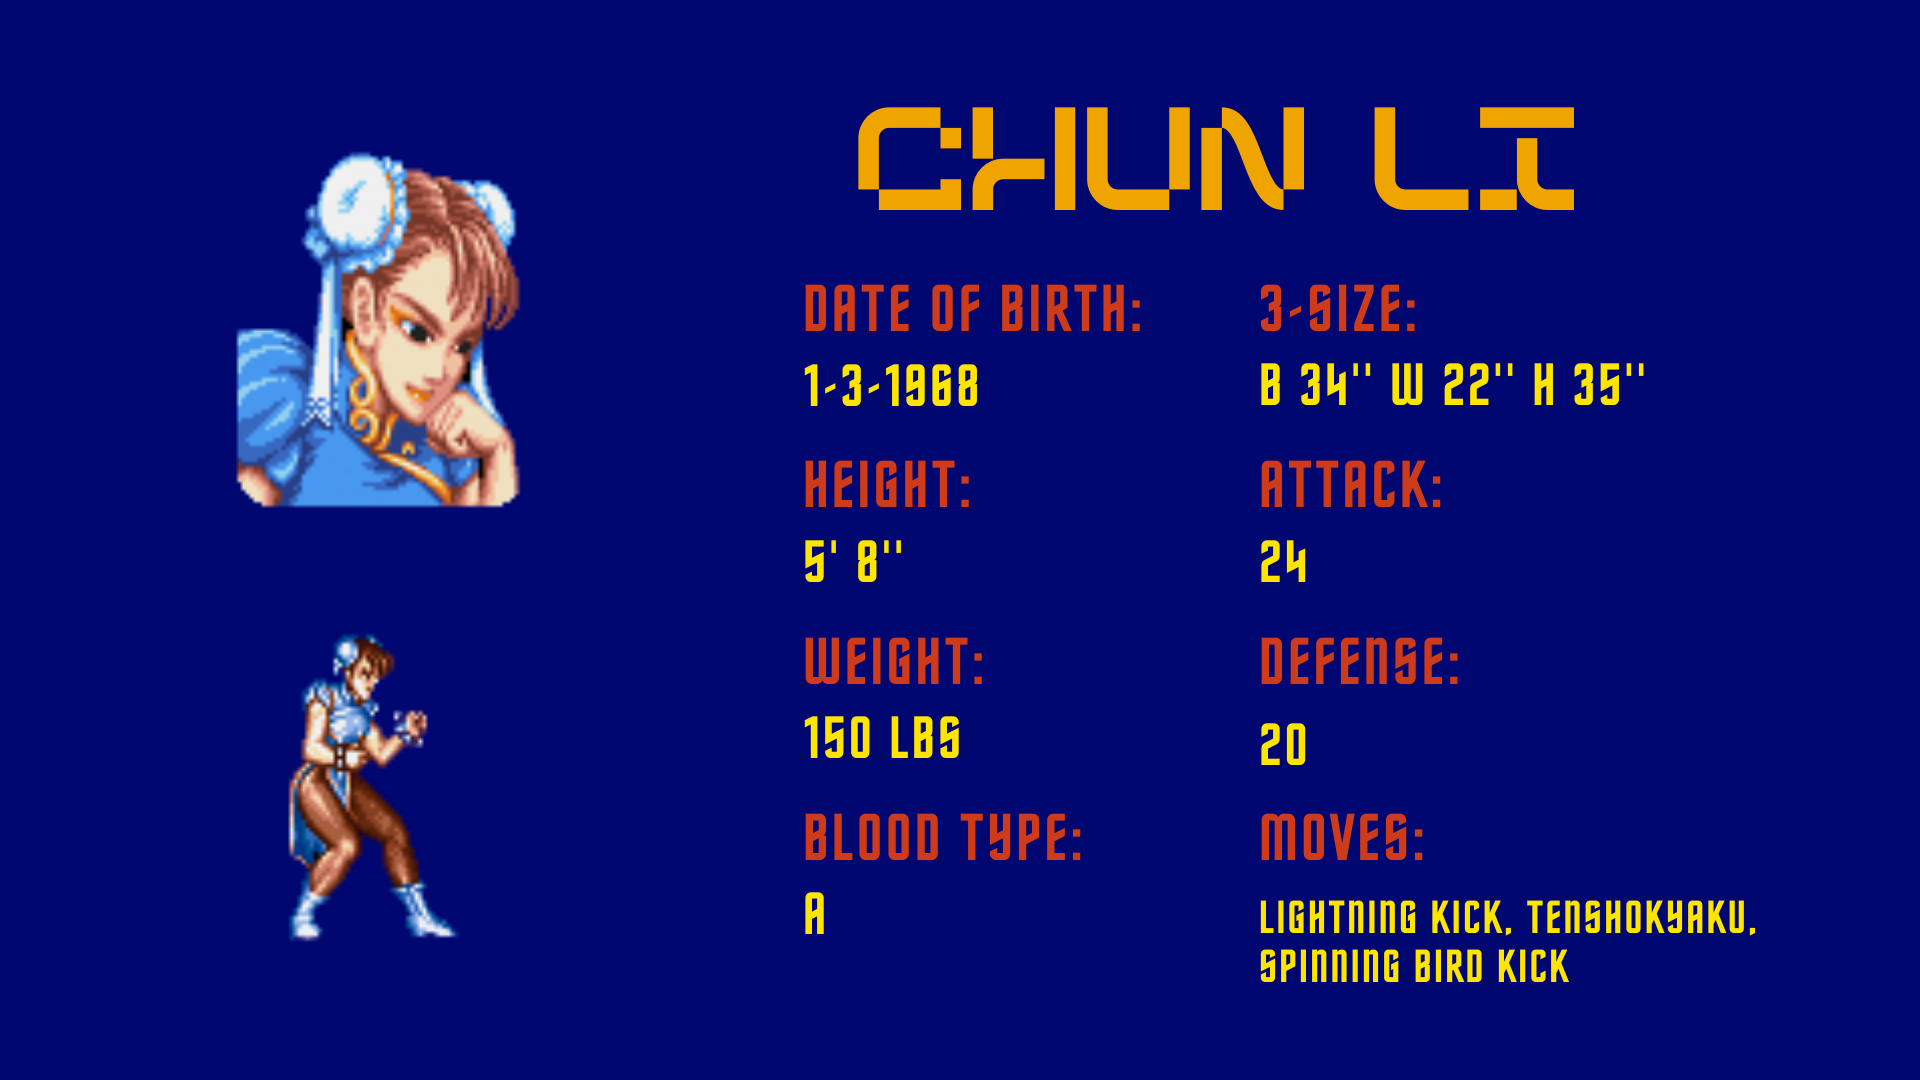 CHUN LI
DATE OF BIRTH:
1-3-1968
HEIGHT:
5' 8''
WEIGHT:
150 LBS
BLOOD TYPE:
A
3-SIZE:
B 34'' W 22'' H 35''
ATTACK:
24
DEFENSE:
20
MOVES:
LIGHTNING KICK, TENSHOKYAKU,
SPINNING BIRD KICK